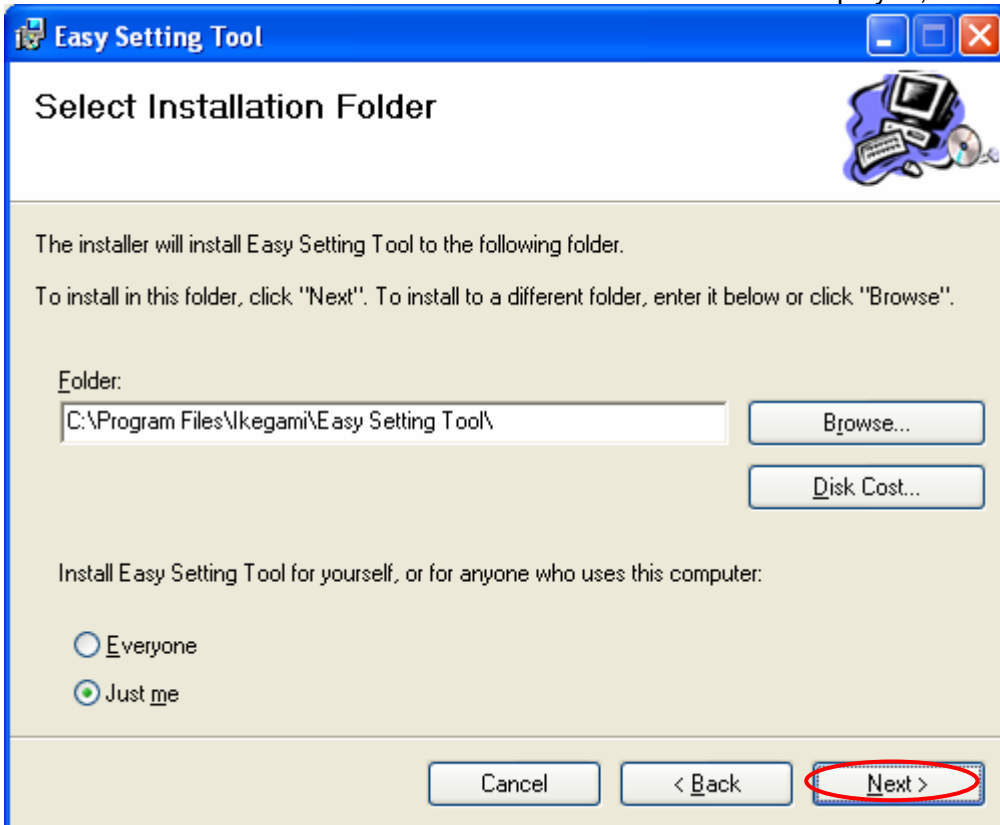 Easy Setting Tool
Select Installation Folder
The installer will install Easy Setting Tool to the following folder.
To install in this folder, click "Next". To install to a different folder, enter it below or click "Browse".
Folder:
C:\Program Files\Ikegami\Easy Setting Tool\
Browse...
Disk Cost...
Install Easy Setting Tool for yourself, or for anyone who uses this computer:
Everyone
Just me
Cancel
< Back
Next >